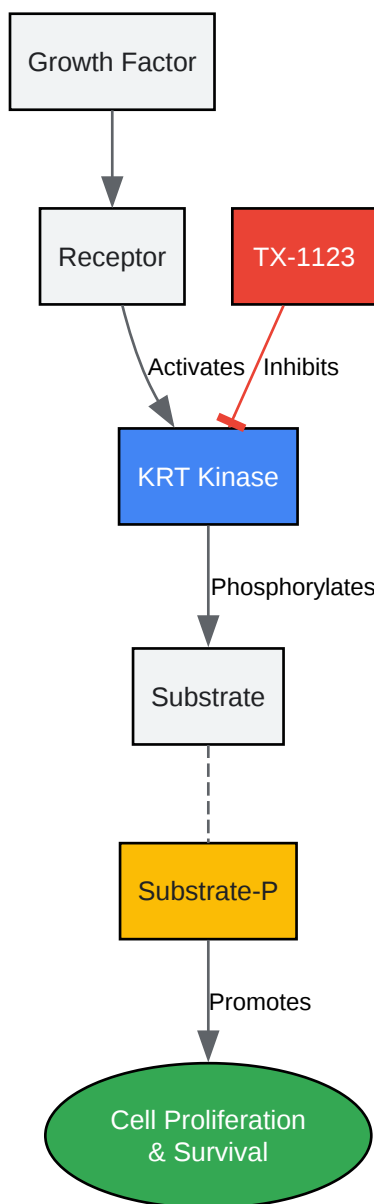 Growth Factor
Receptor
TX-1123
Activates
Inhibits
KRT Kinase
Phosphorylates
Substrate
Substrate-P
Promotes
Cell Proliferation
& Survival